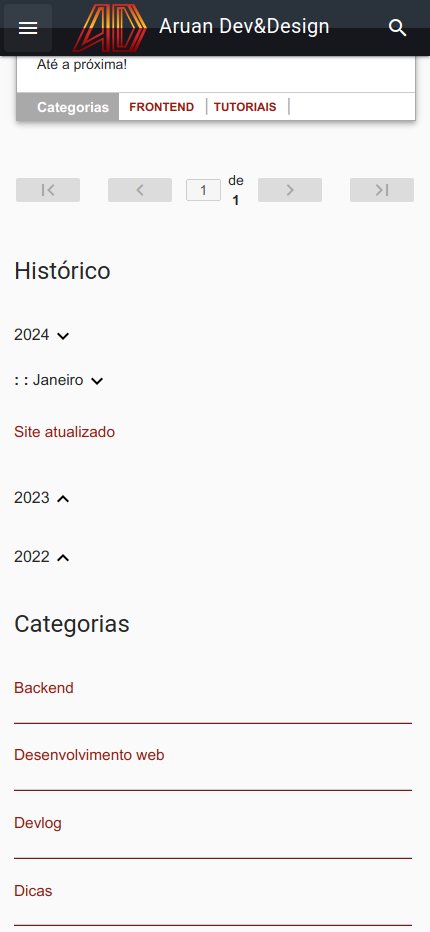 AD Aruan Dev&Design
Até a próxima!
Categorias FRONTEND | TUTORIAIS |
1 de
1
Histórico
2024
: : Janeiro
Site atualizado
2023
2022
Categorias
Backend
Desenvolvimento web
Devlog
Dicas